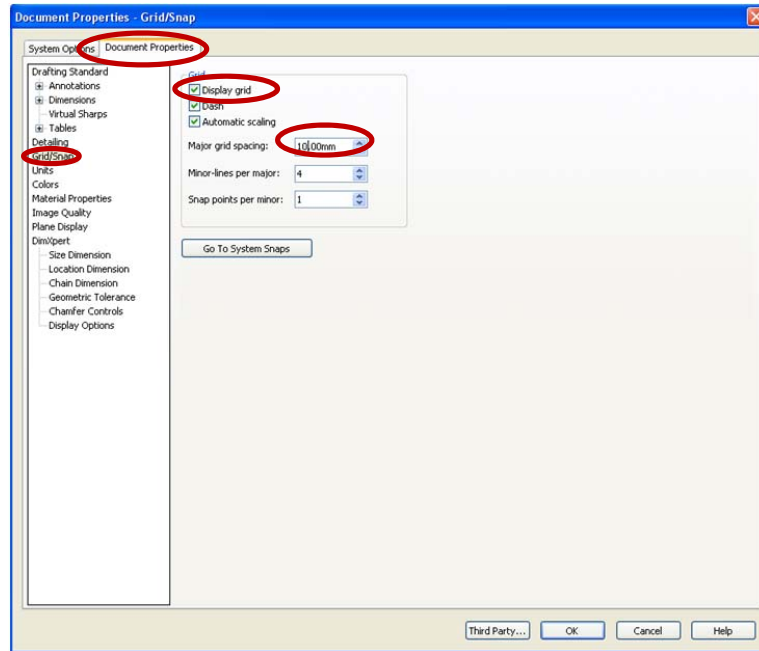 Document Properties - Grid/Snap
System Options
Document Properties
Drafting Standard
Annotations
Dimensions
Virtual Sharps
Tables
Detailing
Grid/Snap
Units
Colors
Material Properties
Image Quality
Plane Display
DimXpert
Size Dimension
Location Dimension
Chain Dimension
Geometric Tolerance
Chamfer Controls
Display Options
Grid
Display grid
Dash
Automatic scaling
Major grid spacing: 10.00mm
Minor-lines per major: 4
Snap points per minor: 1
Go To System Snaps
Third Party... OK Cancel Help